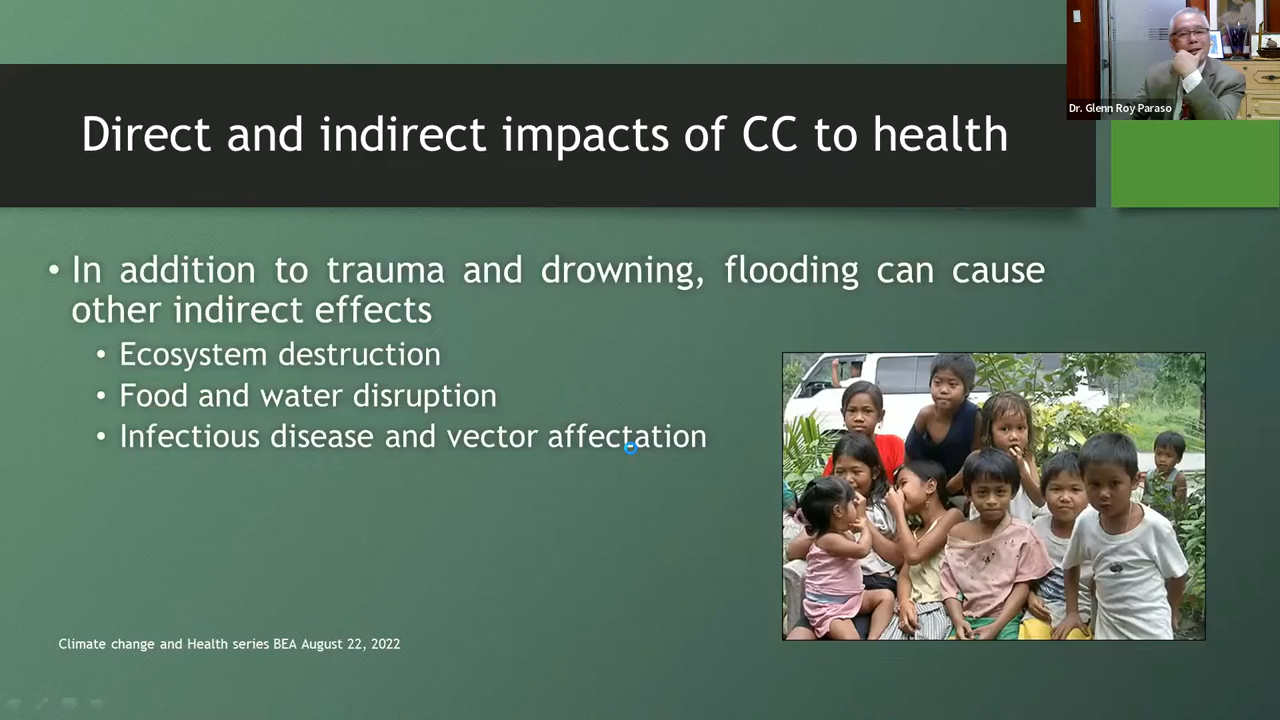 Dr. Glenn Roy Paraso
Direct and indirect impacts of CC to health
• In addition to trauma and drowning, flooding can cause
other indirect effects
• Ecosystem destruction
• Food and water disruption
• Infectious disease and vector affectation
Climate change and Health series BEA August 22, 2022